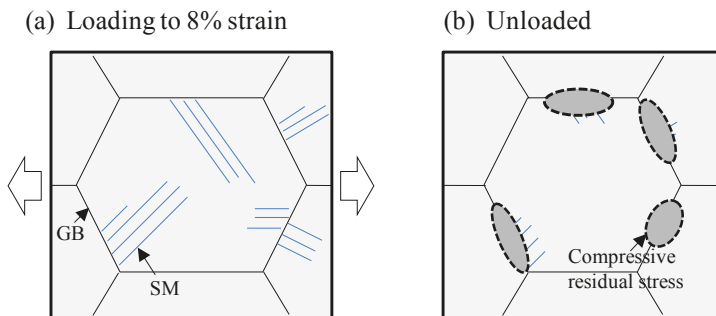 (a) Loading to 8% strain
(b) Unloaded
GB
SM
Compressive
residual stress